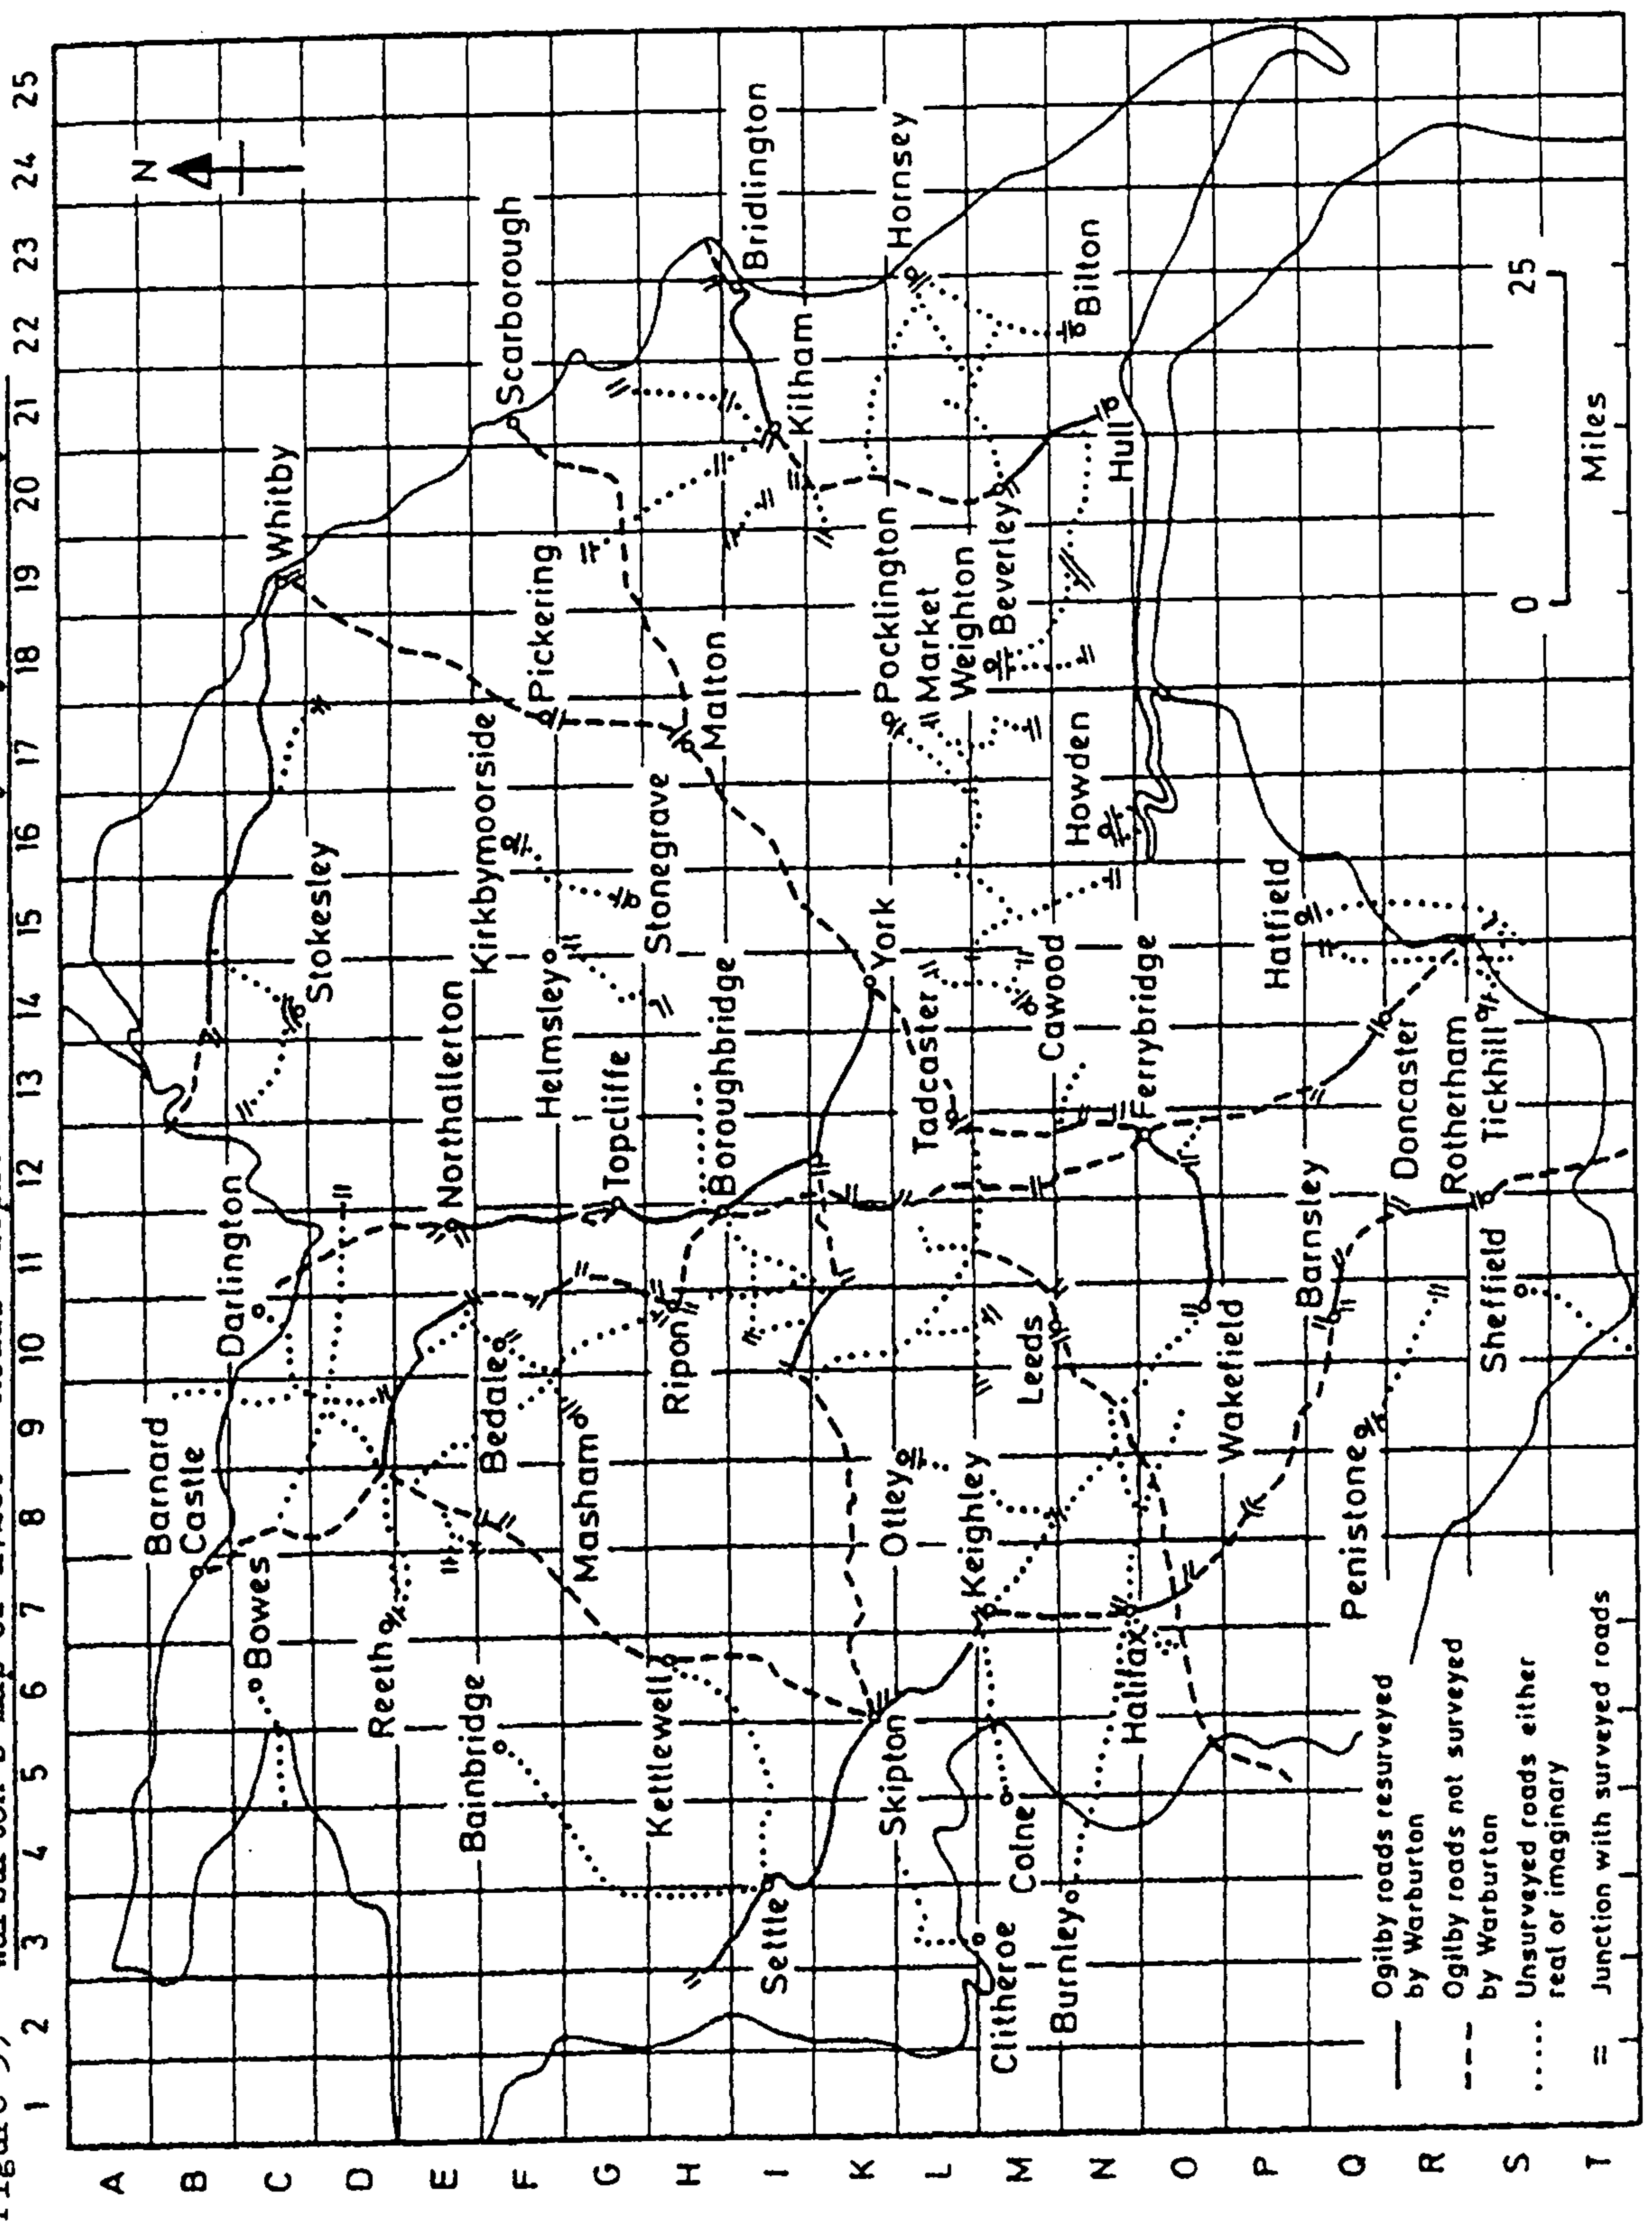 1 2 3 4 5 6 7 8 9 10 11 12 13 14 15 16 17 18 19 20 21 22 23 24 25
A
B
C
D
E
F
G
H
I
K
L
M
N
O
P
Q
R
S
T
N
Barnard
Castle
Darlington
Bowes
Stokesley
Whitby
Reeth
Northallerton
Kirkbymoorside
Pickering
Scarborough
Bainbridge
Bedale
Helmsley
Masham
Topcliffe
Stonegrave
Kettlewell
Ripon
Boroughbridge
Malton
Bridlington
Settle
Kilham
Skipton
Otley
York
Pocklington
Hornsey
Tadcaster
Market
Weighton
Keighley
Clitheroe
Colne
Leeds
Cawood
Beverley
Burnley
Howden
Bilton
Halifax
Ferrybridge
Hull
Wakefield
Hatfield
Barnsley
Penistone
Doncaster
Rotherham
Tickhill
Sheffield
Ogilby roads resurveyed
by Warburton
Ogilby roads not surveyed
by Warburton
Unsurveyed roads either
real or imaginary
= Junction with surveyed roads
0 25
Miles